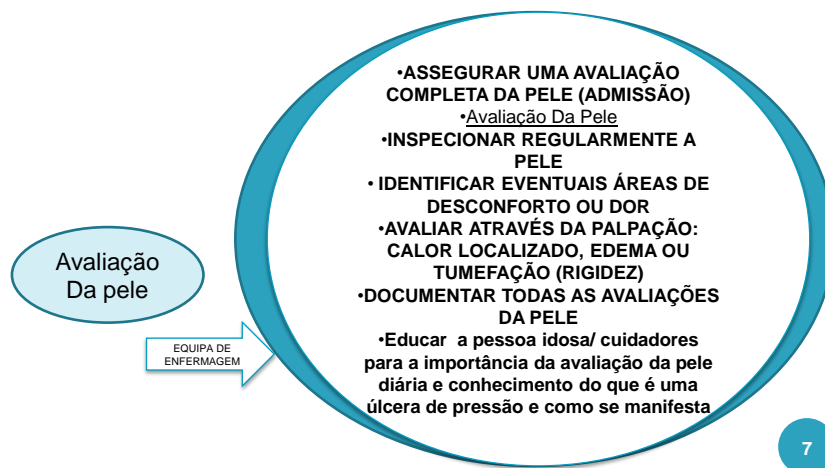 •ASSEGURAR UMA AVALIAÇÃO
COMPLETA DA PELE (ADMISSÃO)
•Avaliação Da Pele
•INSPECIONAR REGULARMENTE A
PELE
• IDENTIFICAR EVENTUAIS ÁREAS DE
DESCONFORTO OU DOR
•AVALIAR ATRAVÉS DA PALPAÇÃO:
CALOR LOCALIZADO, EDEMA OU
TUMEFAÇÃO (RIGIDEZ)
•DOCUMENTAR TODAS AS AVALIAÇÕES
DA PELE
•Educar a pessoa idosa/ cuidadores
para a importância da avaliação da pele
diária e conhecimento do que é uma
úlcera de pressão e como se manifesta
Avaliação
Da pele
EQUIPA DE
ENFERMAGEM
7